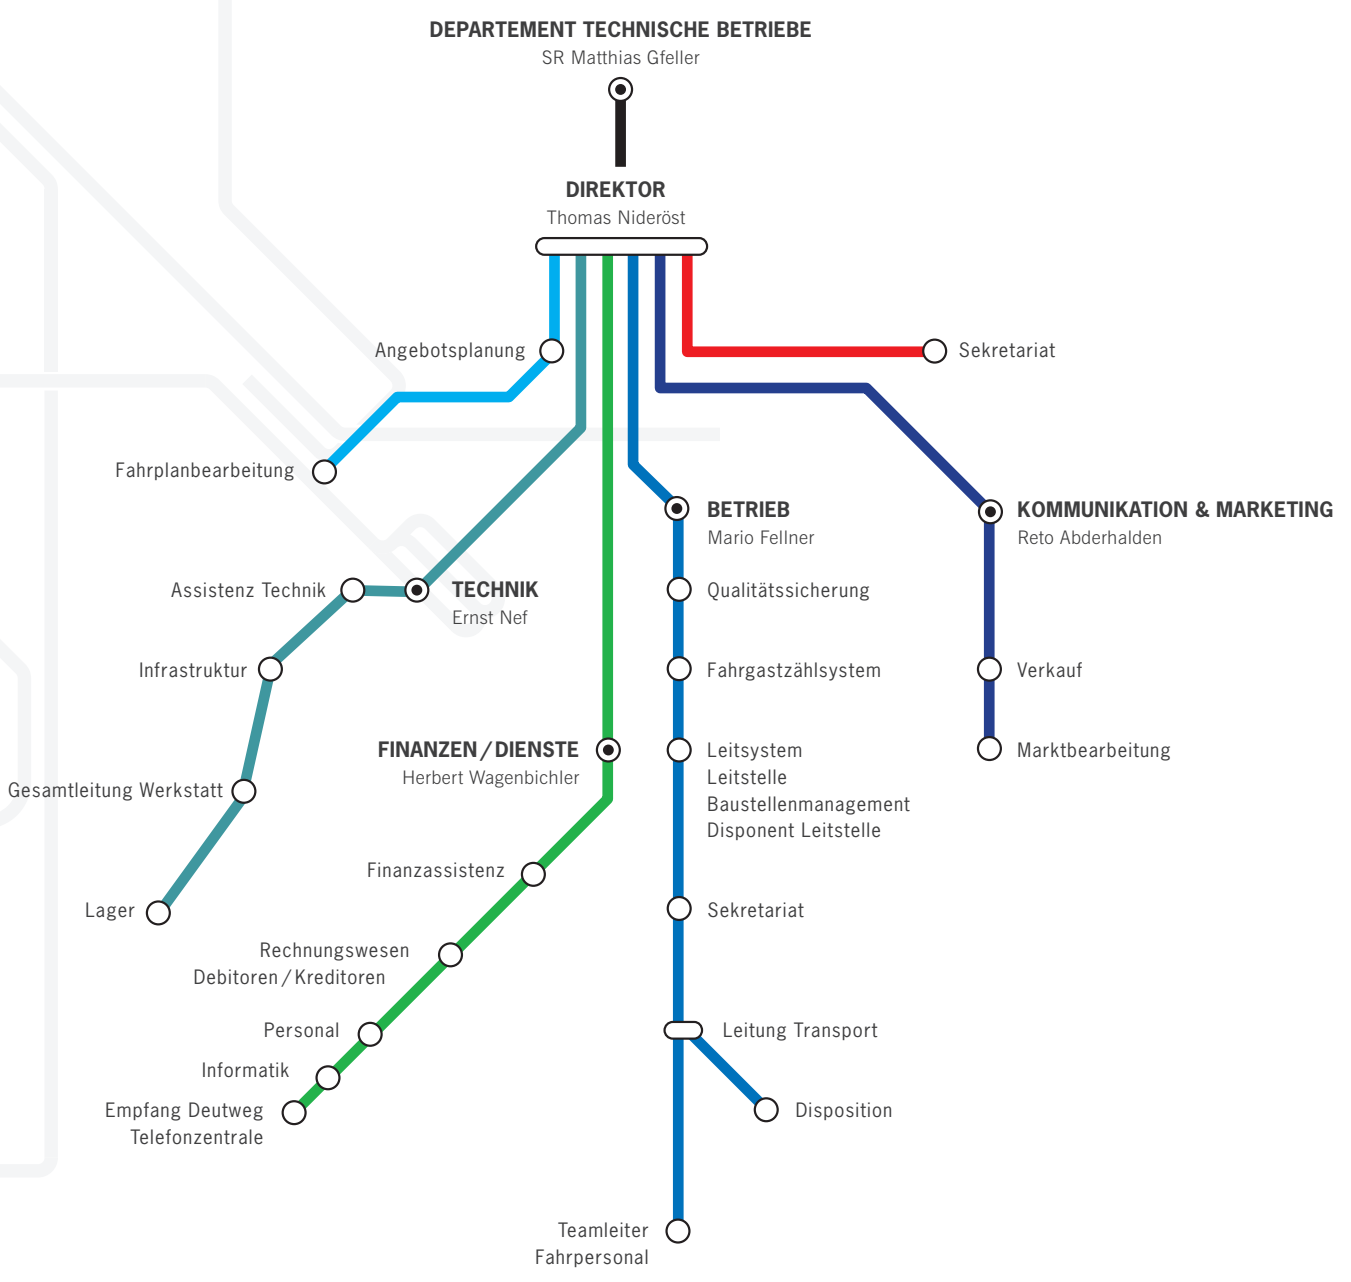 DEPARTEMENT TECHNISCHE BETRIEBE
SR Matthias Gfeller
DIREKTOR
Thomas Nideröst
Angebotsplanung
Sekretariat
Fahrplanbearbeitung
BETRIEB
Mario Fellner
KOMMUNIKATION & MARKETING
Reto Abderhalden
Assistenz Technik
TECHNIK
Ernst Nef
Qualitätssicherung
Infrastruktur
Fahrgastzählsystem
Verkauf
FINANZEN / DIENSTE
Herbert Wagenbichler
Leitsystem
Leitstelle
Baustellenmanagement
Disponent Leitstelle
Marktbearbeitung
Gesamtleitung Werkstatt
Finanzassistenz
Lager
Sekretariat
Rechnungswesen
Debitoren / Kreditoren
Personal
Leitung Transport
Informatik
Empfang Deutweg
Telefonzentrale
Disposition
Teamleiter
Fahrpersonal